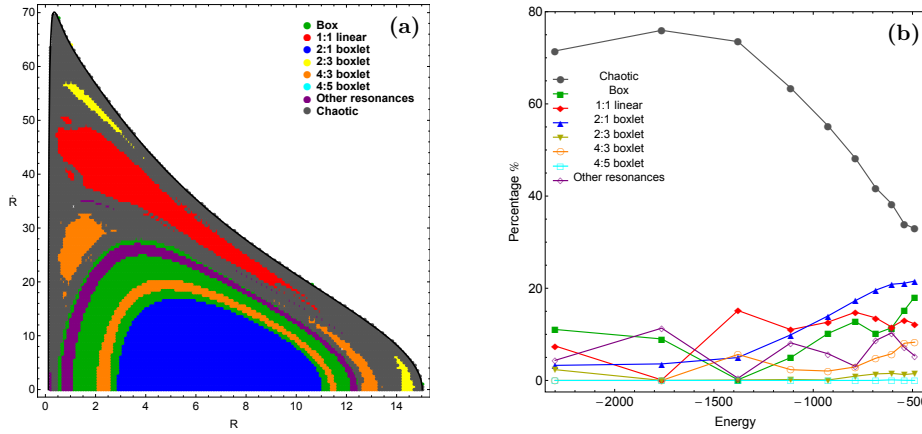 (a)
Box
1:1 linear
2:1 boxlet
2:3 boxlet
4:3 boxlet
4:5 boxlet
Other resonances
Chaotic
70
60
50
40
30
20
10
0
Ṙ
0 2 4 6 8 10 12 14
R
(b)
Chaotic
Box
1:1 linear
2:1 boxlet
2:3 boxlet
4:3 boxlet
4:5 boxlet
Other resonances
80
60
40
20
0
Percentage %
−2000 −1500 −1000 −500
Energy